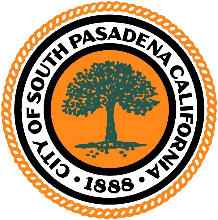 CITY OF SOUTH PASADENA CALIFORNIA
• 1888 •